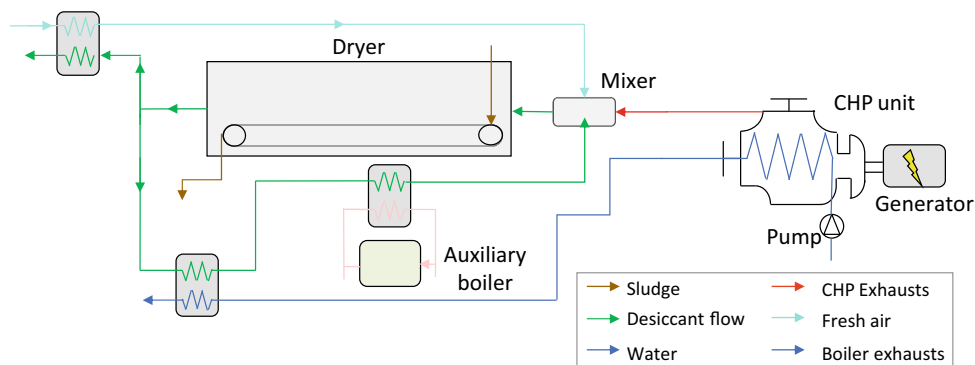 Dryer
Mixer
CHP unit
Generator
Pump
Auxiliary
boiler
Sludge
CHP Exhausts
Desiccant flow
Fresh air
Water
Boiler exhausts